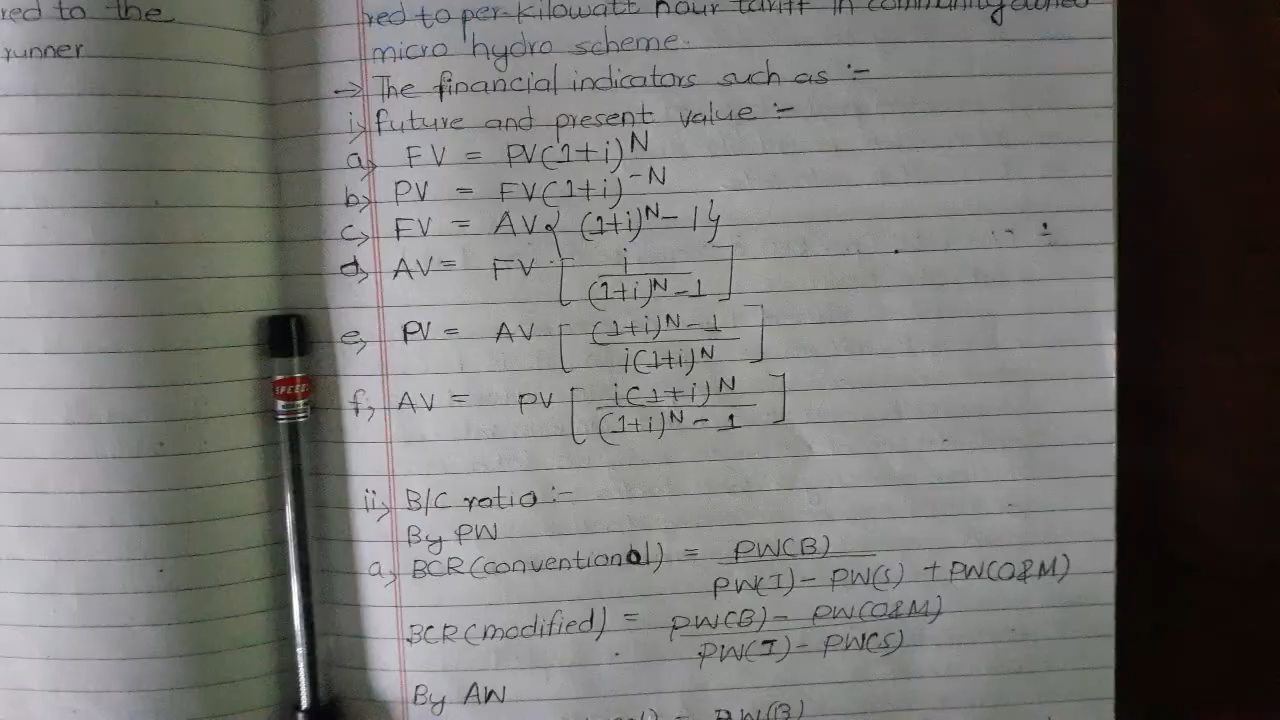 red to the
runner
red to per-kilowatt hour tariff in community owned
micro hydro scheme.
→ The financial indicators such as :-
i) future and present value :-
a) FV = PV(1+i)^N
b) PV = FV(1+i)^-N
c) FV = AV{(1+i)^N - 1}
d) AV = FV [i / (1+i)^N - 1]
e) PV = AV [(1+i)^N - 1 / i(1+i)^N]
f) AV = PV [i(1+i)^N / (1+i)^N - 1]
SPEED
ii) B/C ratio :-
By PW
a) BCR (conventional) = PW(B) / PW(I) - PW(S) + PW(O&M)
BCR (modified) = PW(B) - PW(O&M) / PW(I) - PW(S)
By AW